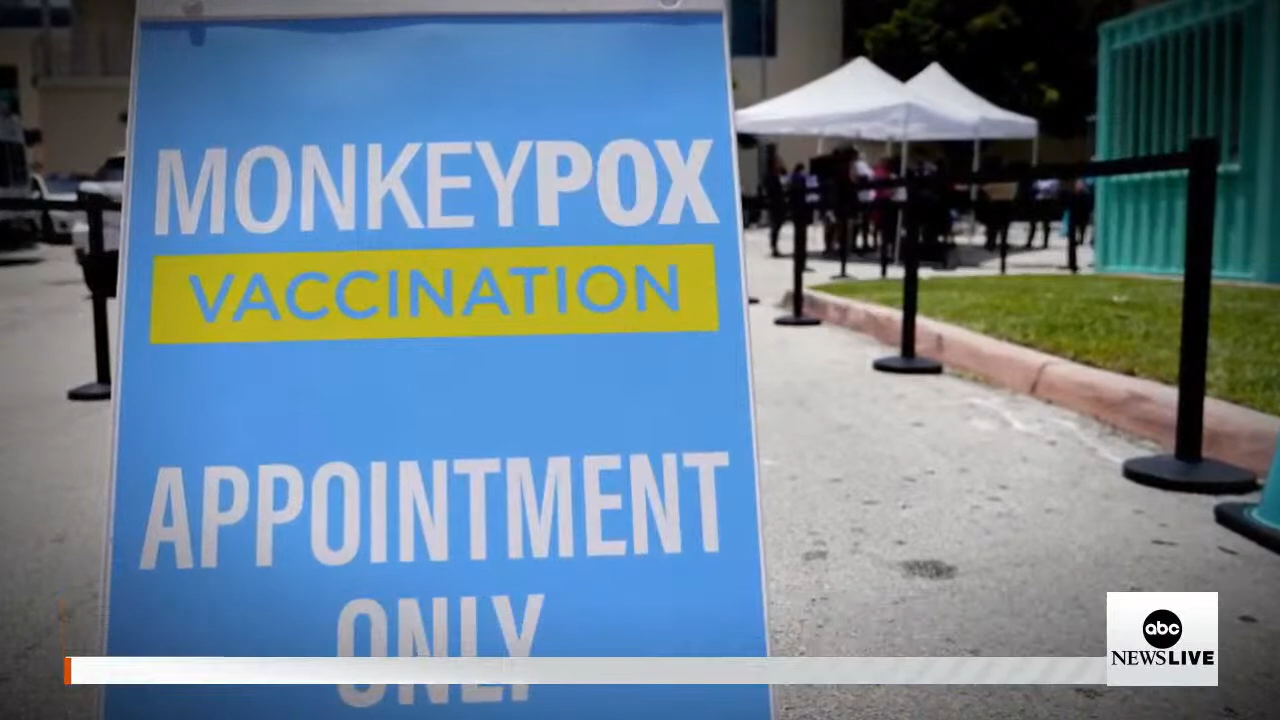 MONKEYPOX
VACCINATION
APPOINTMENT
ONLY
abc
NEWSLIVE